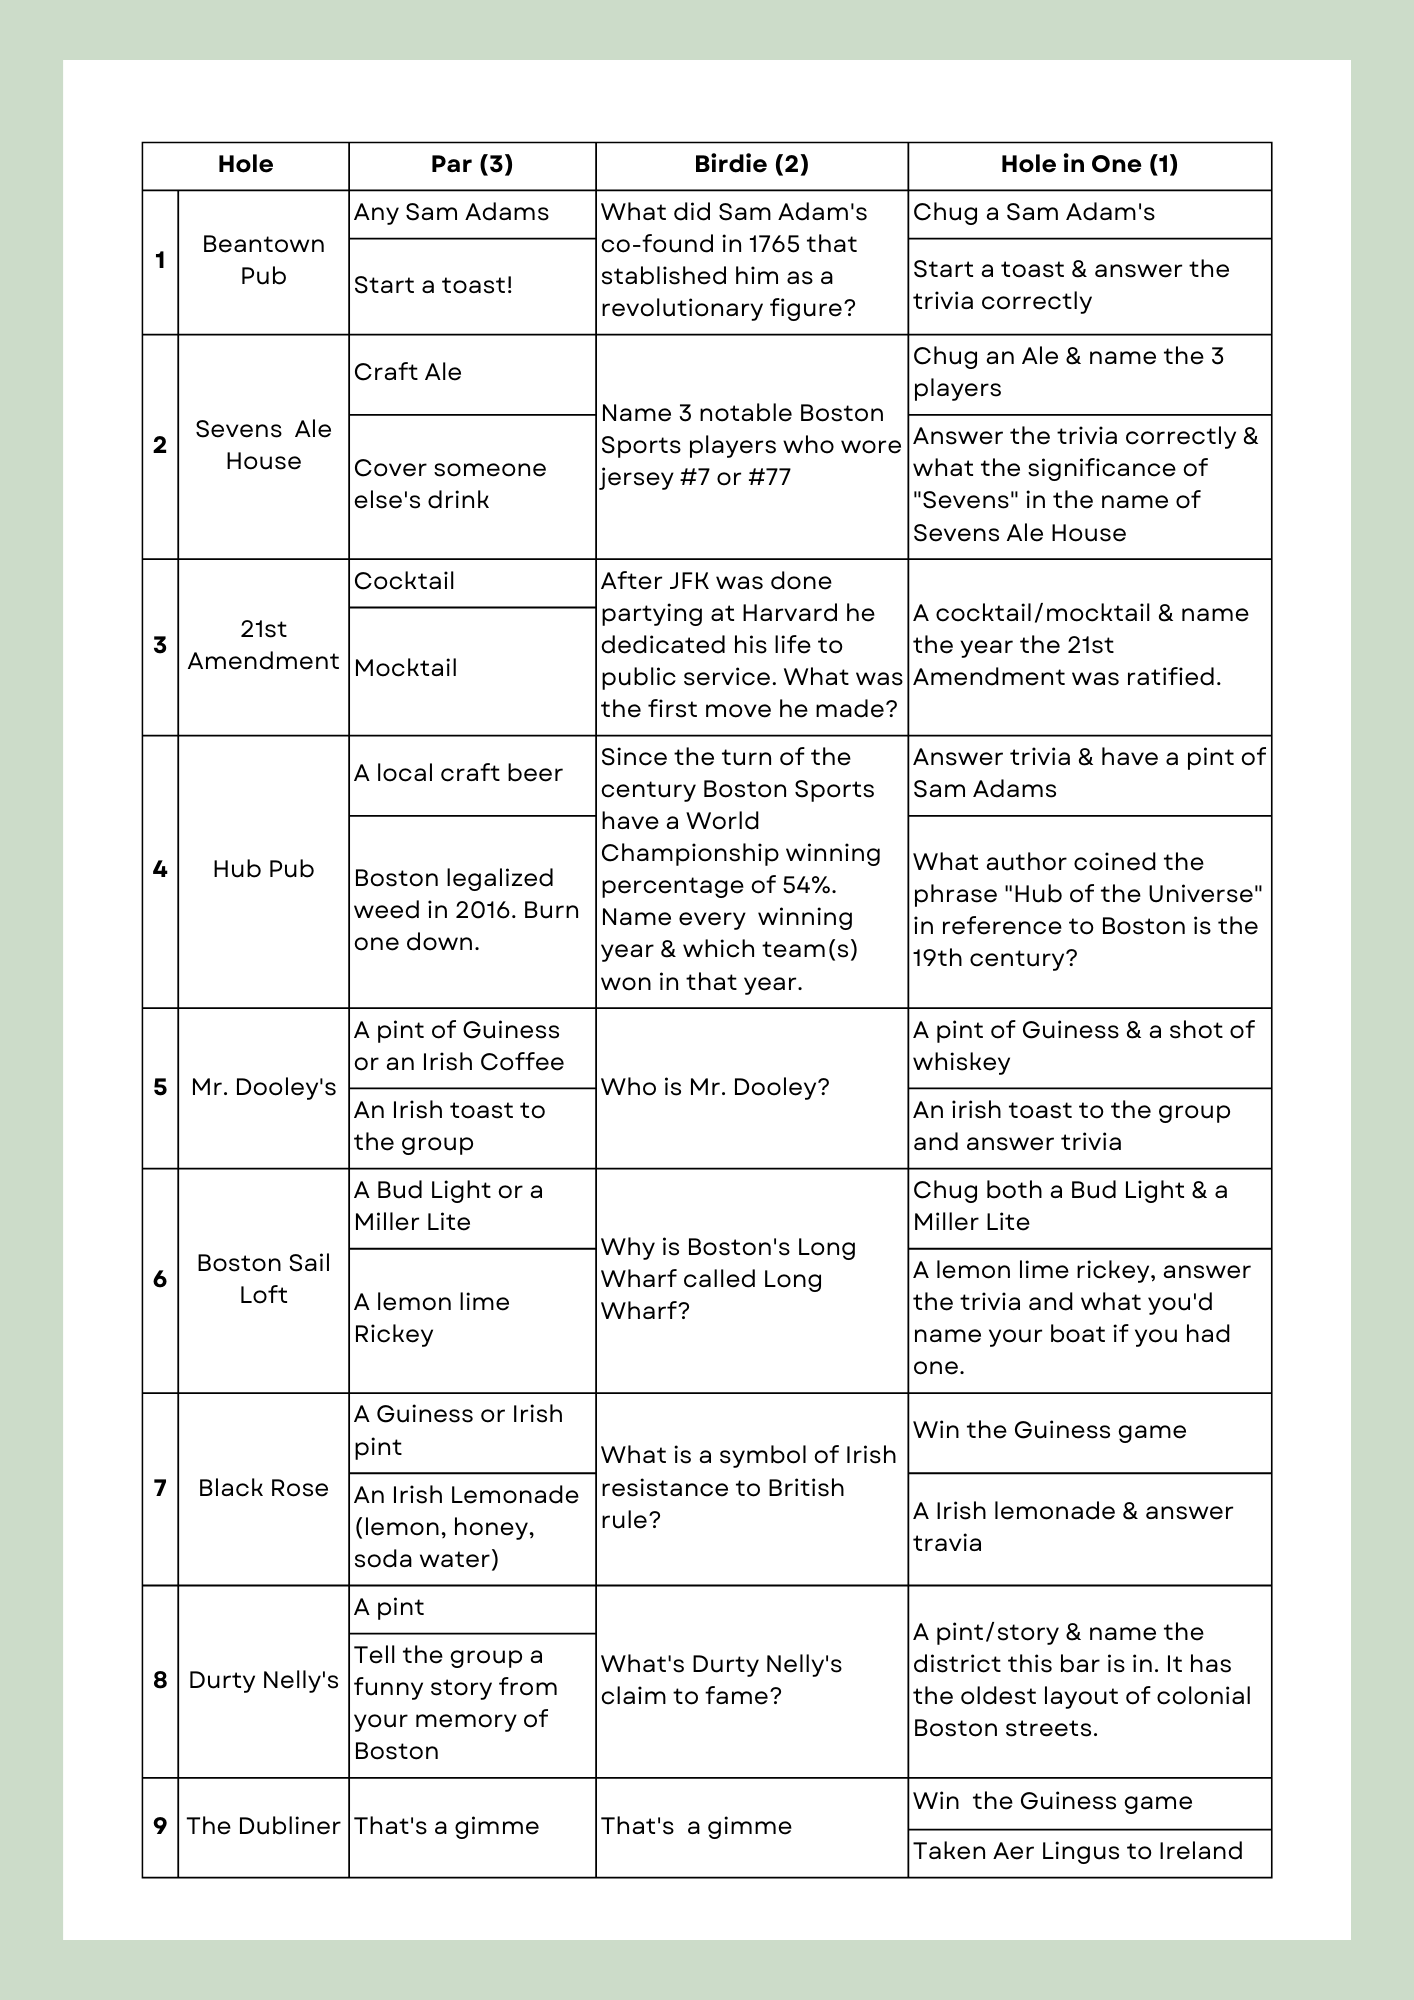 Hole
Par (3)
Birdie (2)
Hole in One (1)
1
Beantown
Pub
Any Sam Adams
Start a toast!
What did Sam Adam's
co-found in 1765 that
stablished him as a
revolutionary figure?
Chug a Sam Adam's
Start a toast & answer the
trivia correctly
2
Sevens  Ale
House
Craft Ale
Cover someone
else's drink
Name 3 notable Boston
Sports players who wore
jersey #7 or #77
Chug an Ale & name the 3
players
Answer the trivia correctly &
what the significance of
"Sevens" in the name of
Sevens Ale House
3
21st
Amendment
Cocktail
Mocktail
After JFK was done
partying at Harvard he
dedicated his life to
public service. What was
the first move he made?
A cocktail/mocktail & name
the year the 21st
Amendment was ratified.
4
Hub Pub
A local craft beer
Boston legalized
weed in 2016. Burn
one down.
Since the turn of the
century Boston Sports
have a World
Championship winning
percentage of 54%.
Name every  winning
year & which team(s)
won in that year.
Answer trivia & have a pint of
Sam Adams
What author coined the
phrase "Hub of the Universe"
in reference to Boston is the
19th century?
5
Mr. Dooley's
A pint of Guiness
or an Irish Coffee
An Irish toast to
the group
Who is Mr. Dooley?
A pint of Guiness & a shot of
whiskey
An irish toast to the group
and answer trivia
6
Boston Sail
Loft
A Bud Light or a
Miller Lite
A lemon lime
Rickey
Why is Boston's Long
Wharf called Long
Wharf?
Chug both a Bud Light & a
Miller Lite
A lemon lime rickey, answer
the trivia and what you'd
name your boat if you had
one.
7
Black Rose
A Guiness or Irish
pint
An Irish Lemonade
(lemon, honey,
soda water)
What is a symbol of Irish
resistance to British
rule?
Win the Guiness game
A Irish lemonade & answer
travia
8
Durty Nelly's
A pint
Tell the group a
funny story from
your memory of
Boston
What's Durty Nelly's
claim to fame?
A pint/story & name the
district this bar is in. It has
the oldest layout of colonial
Boston streets.
9
The Dubliner
That's a gimme
That's  a gimme
Win  the Guiness game
Taken Aer Lingus to Ireland